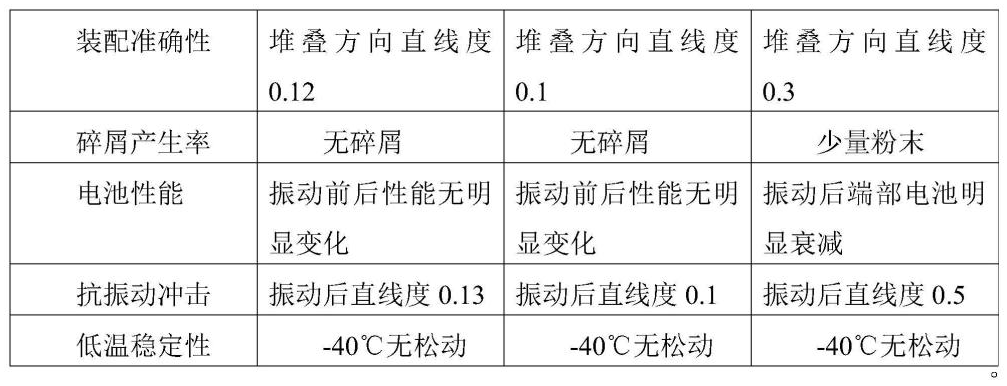 装配准确性 堆叠方向直线度 堆叠方向直线度 堆叠方向直线度
0.12 0.1 0.3
碎屑产生率 无碎屑 无碎屑 少量粉末
电池性能 振动前后性能无明 振动前后性能无明 振动后端部电池明
显变化 显变化 显衰减
抗振动冲击 振动后直线度 0.13 振动后直线度 0.1 振动后直线度 0.5
低温稳定性 -40℃无松动 -40℃无松动 -40℃无松动
。